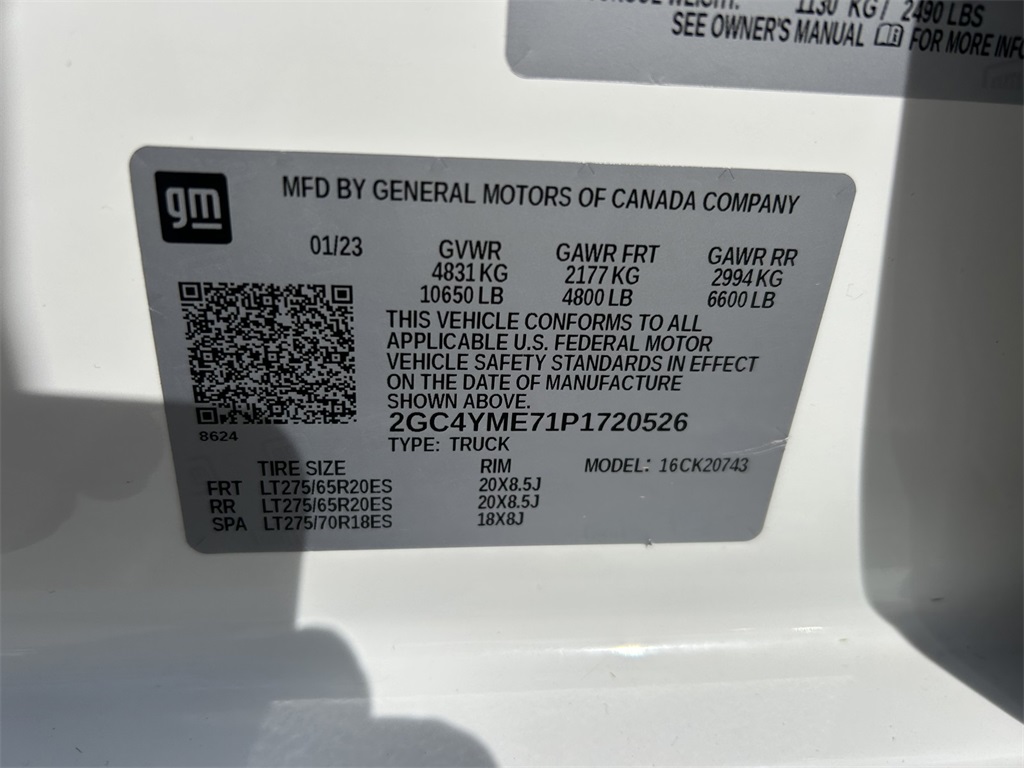 1130 KG / 2490 LBS
SEE OWNER'S MANUAL FOR MORE
gm
MFD BY GENERAL MOTORS OF CANADA COMPANY
01/23 GVWR GAWR FRT GAWR RR
4831 KG 2177 KG 2994 KG
10650 LB 4800 LB 6600 LB
THIS VEHICLE CONFORMS TO ALL
APPLICABLE U.S. FEDERAL MOTOR
VEHICLE SAFETY STANDARDS IN EFFECT
ON THE DATE OF MANUFACTURE
SHOWN ABOVE.
2GC4YME71P1720526
8624
TYPE: TRUCK
TIRE SIZE RIM MODEL: 16CK20743
FRT LT275/65R20ES 20X8.5J
RR LT275/65R20ES 20X8.5J
SPA LT275/70R18ES 18X8J